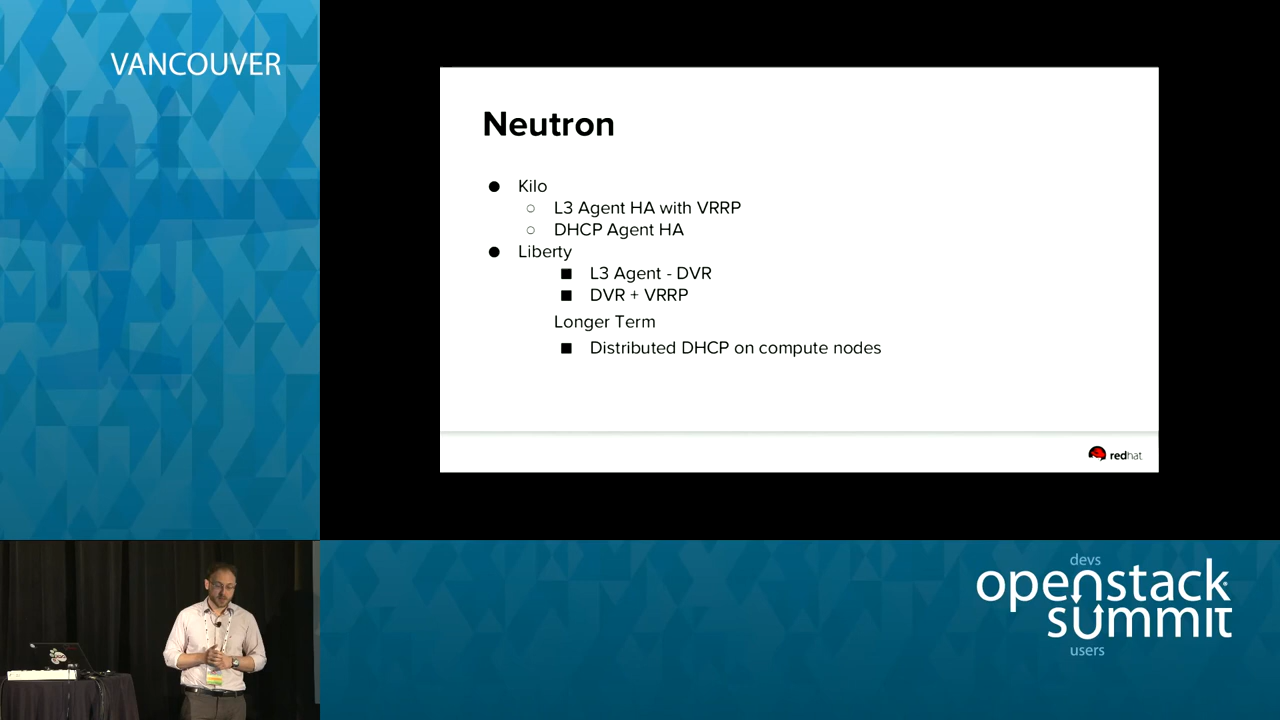 VANCOUVER
Neutron
● Kilo
○ L3 Agent HA with VRRP
○ DHCP Agent HA
● Liberty
■ L3 Agent - DVR
■ DVR + VRRP
Longer Term
■ Distributed DHCP on compute nodes
redhat
devs
openstack
summit
users